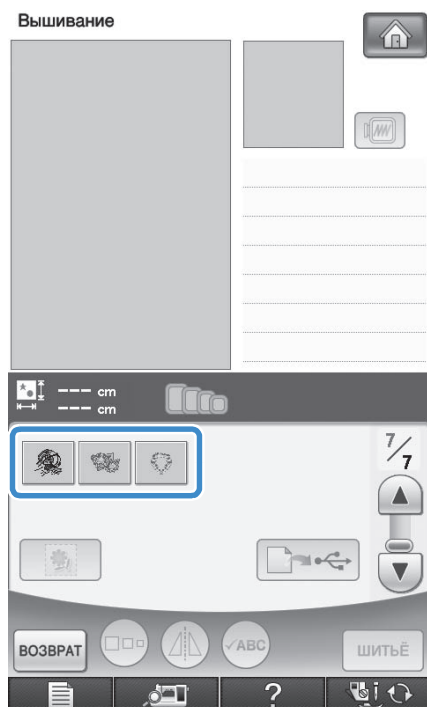 Вышивание
--- cm
--- cm
7/7
ВОЗВРАТ
✓ABC
ШИТЬЁ
?